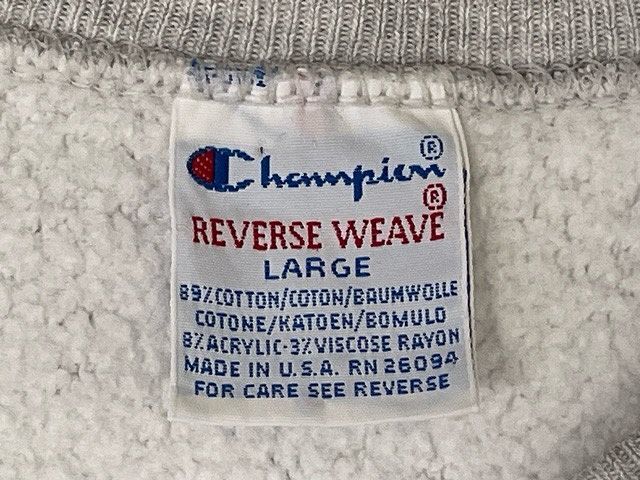 Champion®
REVERSE WEAVE®
LARGE
89% COTTON/COTON/BAUMWOLLE
COTONE/KATOEN/BOMULD
8% ACRYLIC-3% VISCOSE RAYON
MADE IN U.S.A. RN 26094
FOR CARE SEE REVERSE